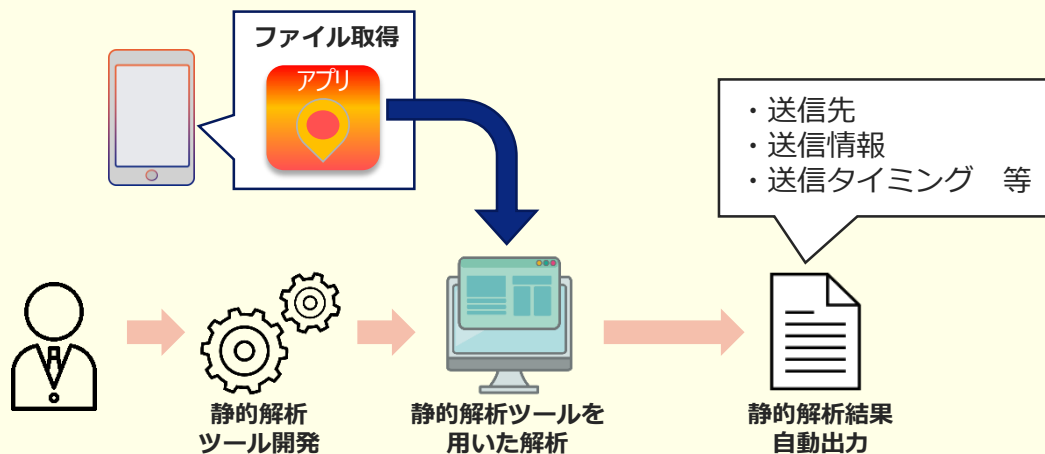 ファイル取得
アプリ
・送信先
・送信情報
・送信タイミング　等
静的解析
ツール開発
静的解析ツールを
用いた解析
静的解析結果
自動出力